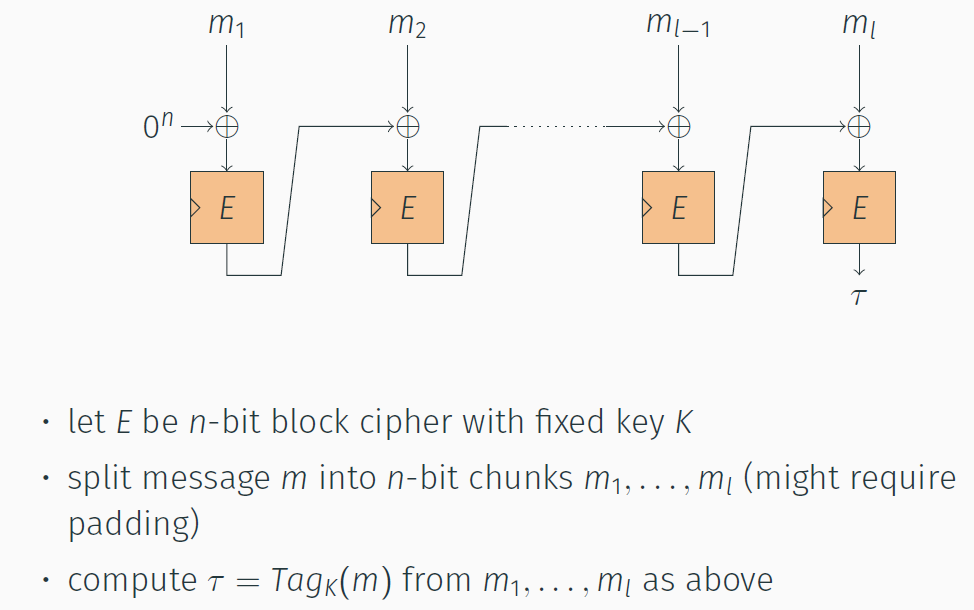 m₁ m₂ mₗ₋₁ mₗ
0ⁿ
E E E E
τ
· let E be n-bit block cipher with fixed key K
· split message m into n-bit chunks m₁, . . . , mₗ (might require
padding)
· compute τ = Tag_K(m) from m₁, . . . , mₗ as above